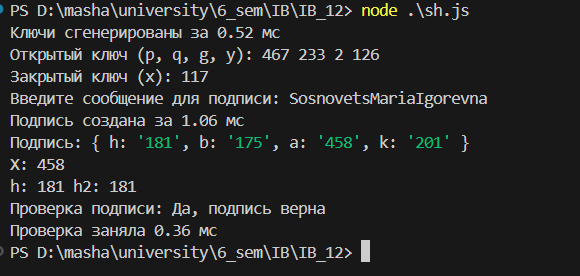 PS D:\masha\university\6_sem\IB\IB_12> node .\sh.js
Ключи сгенерированы за 0.52 мс
Открытый ключ (p, q, g, y): 467 233 2 126
Закрытый ключ (x): 117
Введите сообщение для подписи: SosnovetsMariaIgorevna
Подпись создана за 1.06 мс
Подпись: { h: '181', b: '175', a: '458', k: '201' }
X: 458
h: 181 h2: 181
Проверка подписи: Да, подпись верна
Проверка заняла 0.36 мс
PS D:\masha\university\6_sem\IB\IB_12>